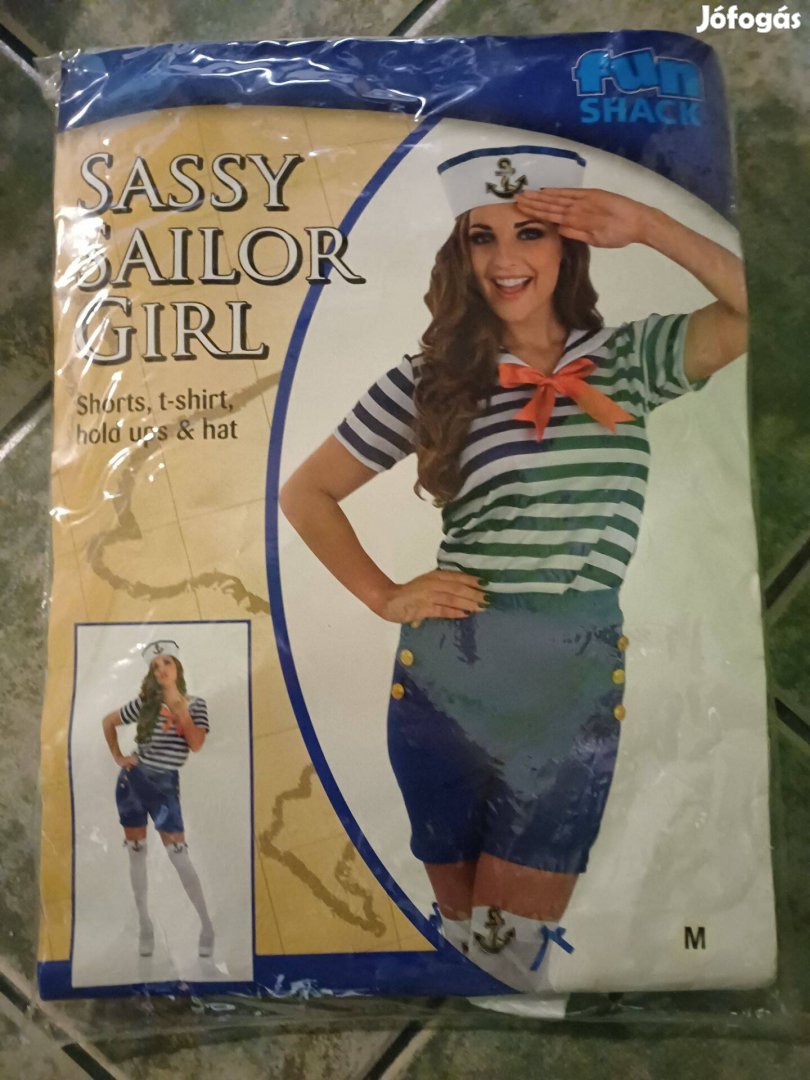 Jófogás
fun
SHACK
SASSY
SAILOR
GIRL
Shorts, t-shirt,
hold ups & hat
M